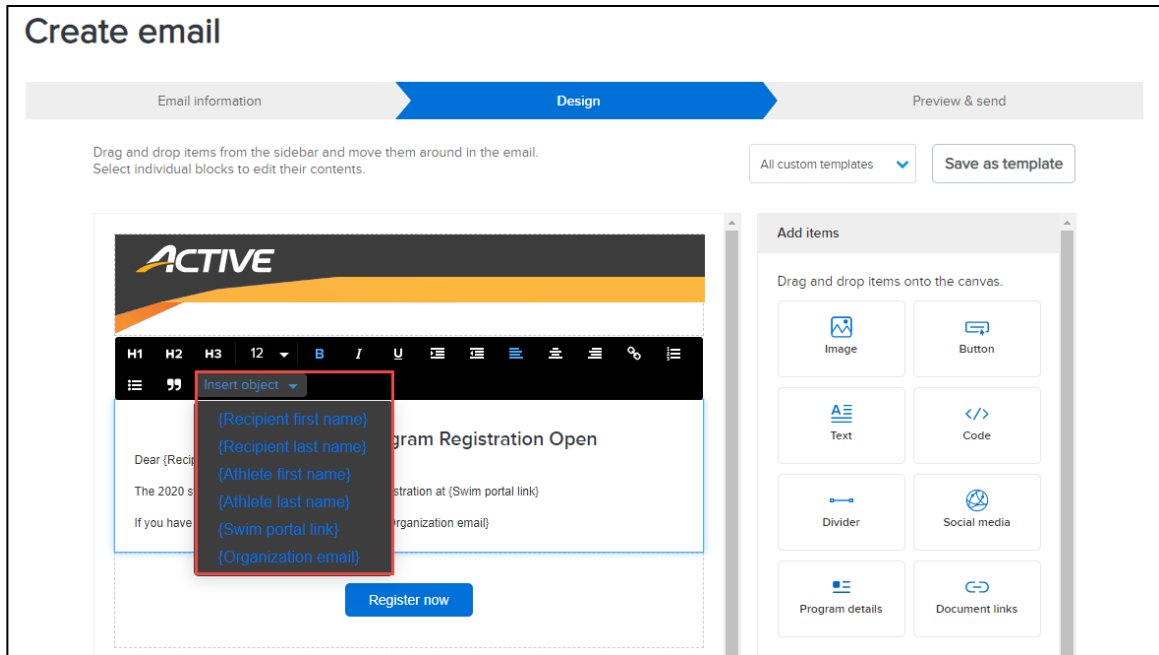 Create email
Email information
Design
Preview & send
Drag and drop items from the sidebar and move them around in the email.
Select individual blocks to edit their contents.
All custom templates
Save as template
ACTIVE
H1 H2 H3 12 B I U
Insert object
{Recipient first name}
{Recipient last name}
{Athlete first name}
{Athlete last name}
{Swim portal link}
{Organization email}
gram Registration Open
Dear {Recip
The 2020 s
stration at {Swim portal link}
If you have
rganization email}
Register now
Add items
Drag and drop items onto the canvas.
Image
Button
Text
Code
Divider
Social media
Program details
Document links